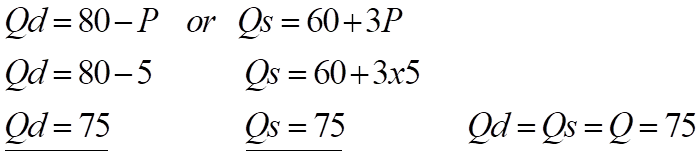 Qd = 80 − P or Qs = 60 + 3P
Qd = 80 − 5 Qs = 60 + 3x5
Qd = 75 Qs = 75 Qd = Qs = Q = 75